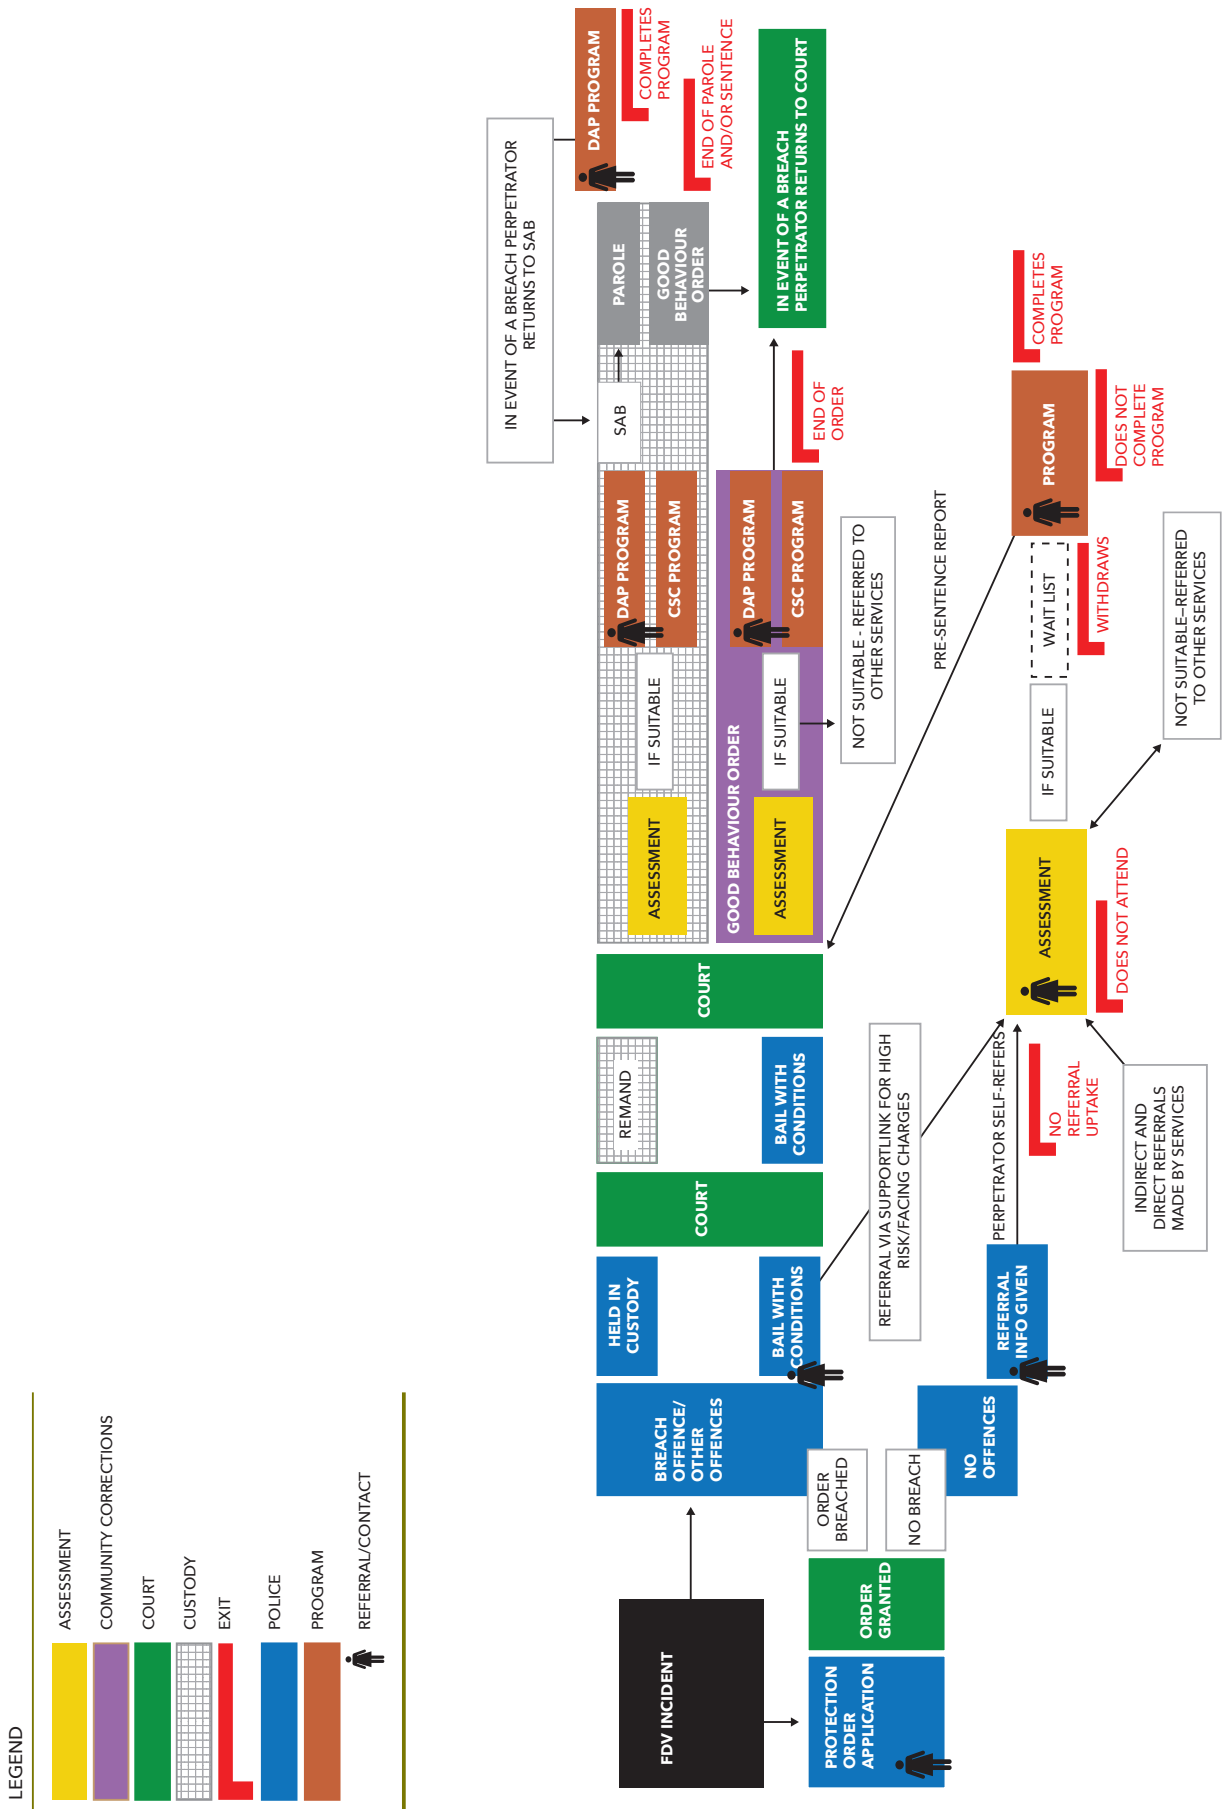 LEGEND
ASSESSMENT
COMMUNITY CORRECTIONS
COURT
CUSTODY
EXIT
POLICE
PROGRAM
REFERRAL/CONTACT
FDV INCIDENT
PROTECTION
ORDER
APPLICATION
ORDER
GRANTED
ORDER
BREACHED
NO BREACH
BREACH
OFFENCE/
OTHER
OFFENCES
NO
OFFENCES
HELD IN
CUSTODY
BAIL WITH
CONDITIONS
REFERRAL
INFO GIVEN
COURT
REMAND
BAIL WITH
CONDITIONS
REFERRAL VIA SUPPORTLINK FOR HIGH
RISK/FACING CHARGES
PERPETRATOR SELF-REFERS
NO
REFERRAL
UPTAKE
INDIRECT AND
DIRECT REFERRALS
MADE BY SERVICES
COURT
ASSESSMENT
IF SUITABLE
DAP PROGRAM
CSC PROGRAM
SAB
PAROLE
GOOD
BEHAVIOUR
ORDER
IN EVENT OF A BREACH PERPETRATOR
RETURNS TO SAB
DAP PROGRAM
COMPLETES
PROGRAM
END OF PAROLE
AND/OR SENTENCE
GOOD BEHAVIOUR ORDER
ASSESSMENT
IF SUITABLE
DAP PROGRAM
CSC PROGRAM
END OF
ORDER
IN EVENT OF A BREACH
PERPETRATOR RETURNS TO COURT
NOT SUITABLE - REFERRED TO
OTHER SERVICES
PRE-SENTENCE REPORT
ASSESSMENT
DOES NOT ATTEND
IF SUITABLE
WAIT LIST
WITHDRAWS
NOT SUITABLE–REFERRED
TO OTHER SERVICES
PROGRAM
COMPLETES
PROGRAM
DOES NOT
COMPLETE
PROGRAM